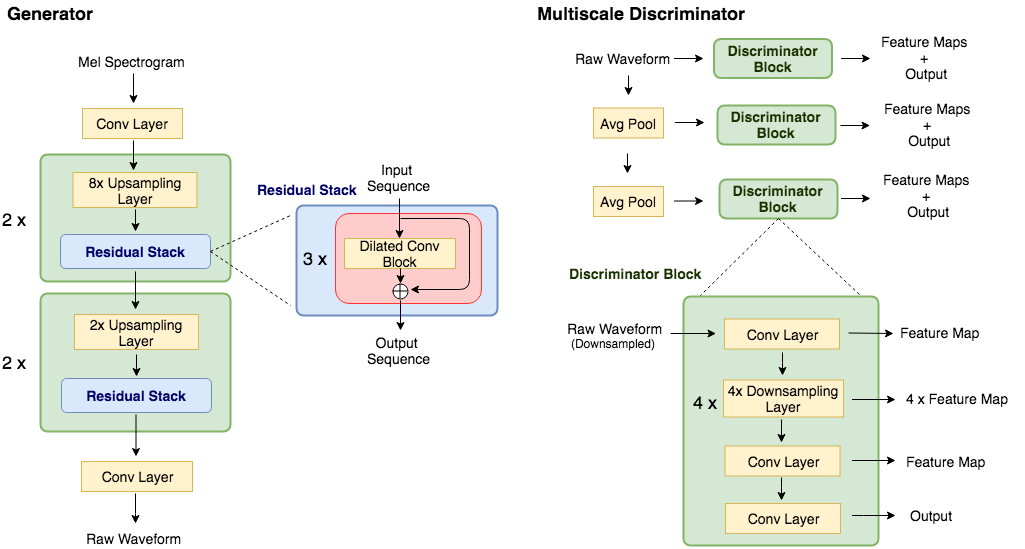 Generator
Mel Spectrogram
Conv Layer
2 x
8x Upsampling
Layer
Residual Stack
2 x
2x Upsampling
Layer
Residual Stack
Conv Layer
Raw Waveform
Residual Stack
Input
Sequence
3 x
Dilated Conv
Block
Output
Sequence
Multiscale Discriminator
Raw Waveform
Discriminator
Block
Feature Maps
+
Output
Avg Pool
Discriminator
Block
Feature Maps
+
Output
Avg Pool
Discriminator
Block
Feature Maps
+
Output
Discriminator Block
Raw Waveform
(Downsampled)
Conv Layer
Feature Map
4 x
4x Downsampling
Layer
4 x Feature Map
Conv Layer
Feature Map
Conv Layer
Output